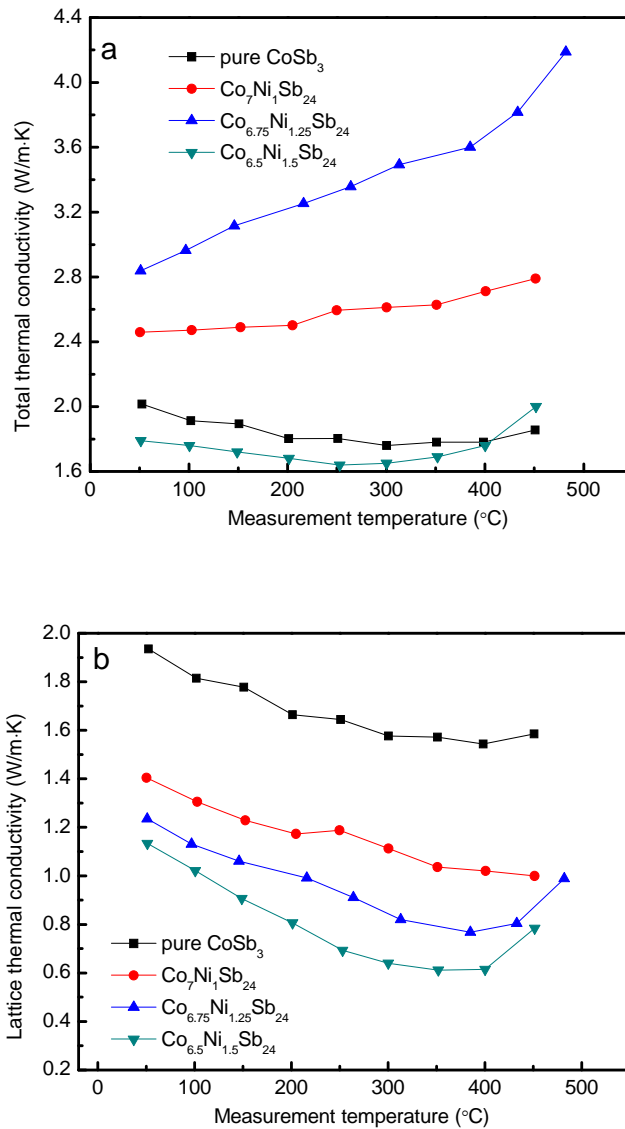 a
pure CoSb3
Co7Ni1Sb24
Co6.75Ni1.25Sb24
Co6.5Ni1.5Sb24
4.4
4.0
3.6
3.2
2.8
2.4
2.0
1.6
Total thermal conductivity (W/m·K)
0 100 200 300 400 500
Measurement temperature (°C)
b
2.0
1.8
1.6
1.4
1.2
1.0
0.8
0.6
0.4
0.2
Lattice thermal conductivity (W/m·K)
pure CoSb3
Co7Ni1Sb24
Co6.75Ni1.25Sb24
Co6.5Ni1.5Sb24
0 100 200 300 400 500
Measurement temperature (°C)